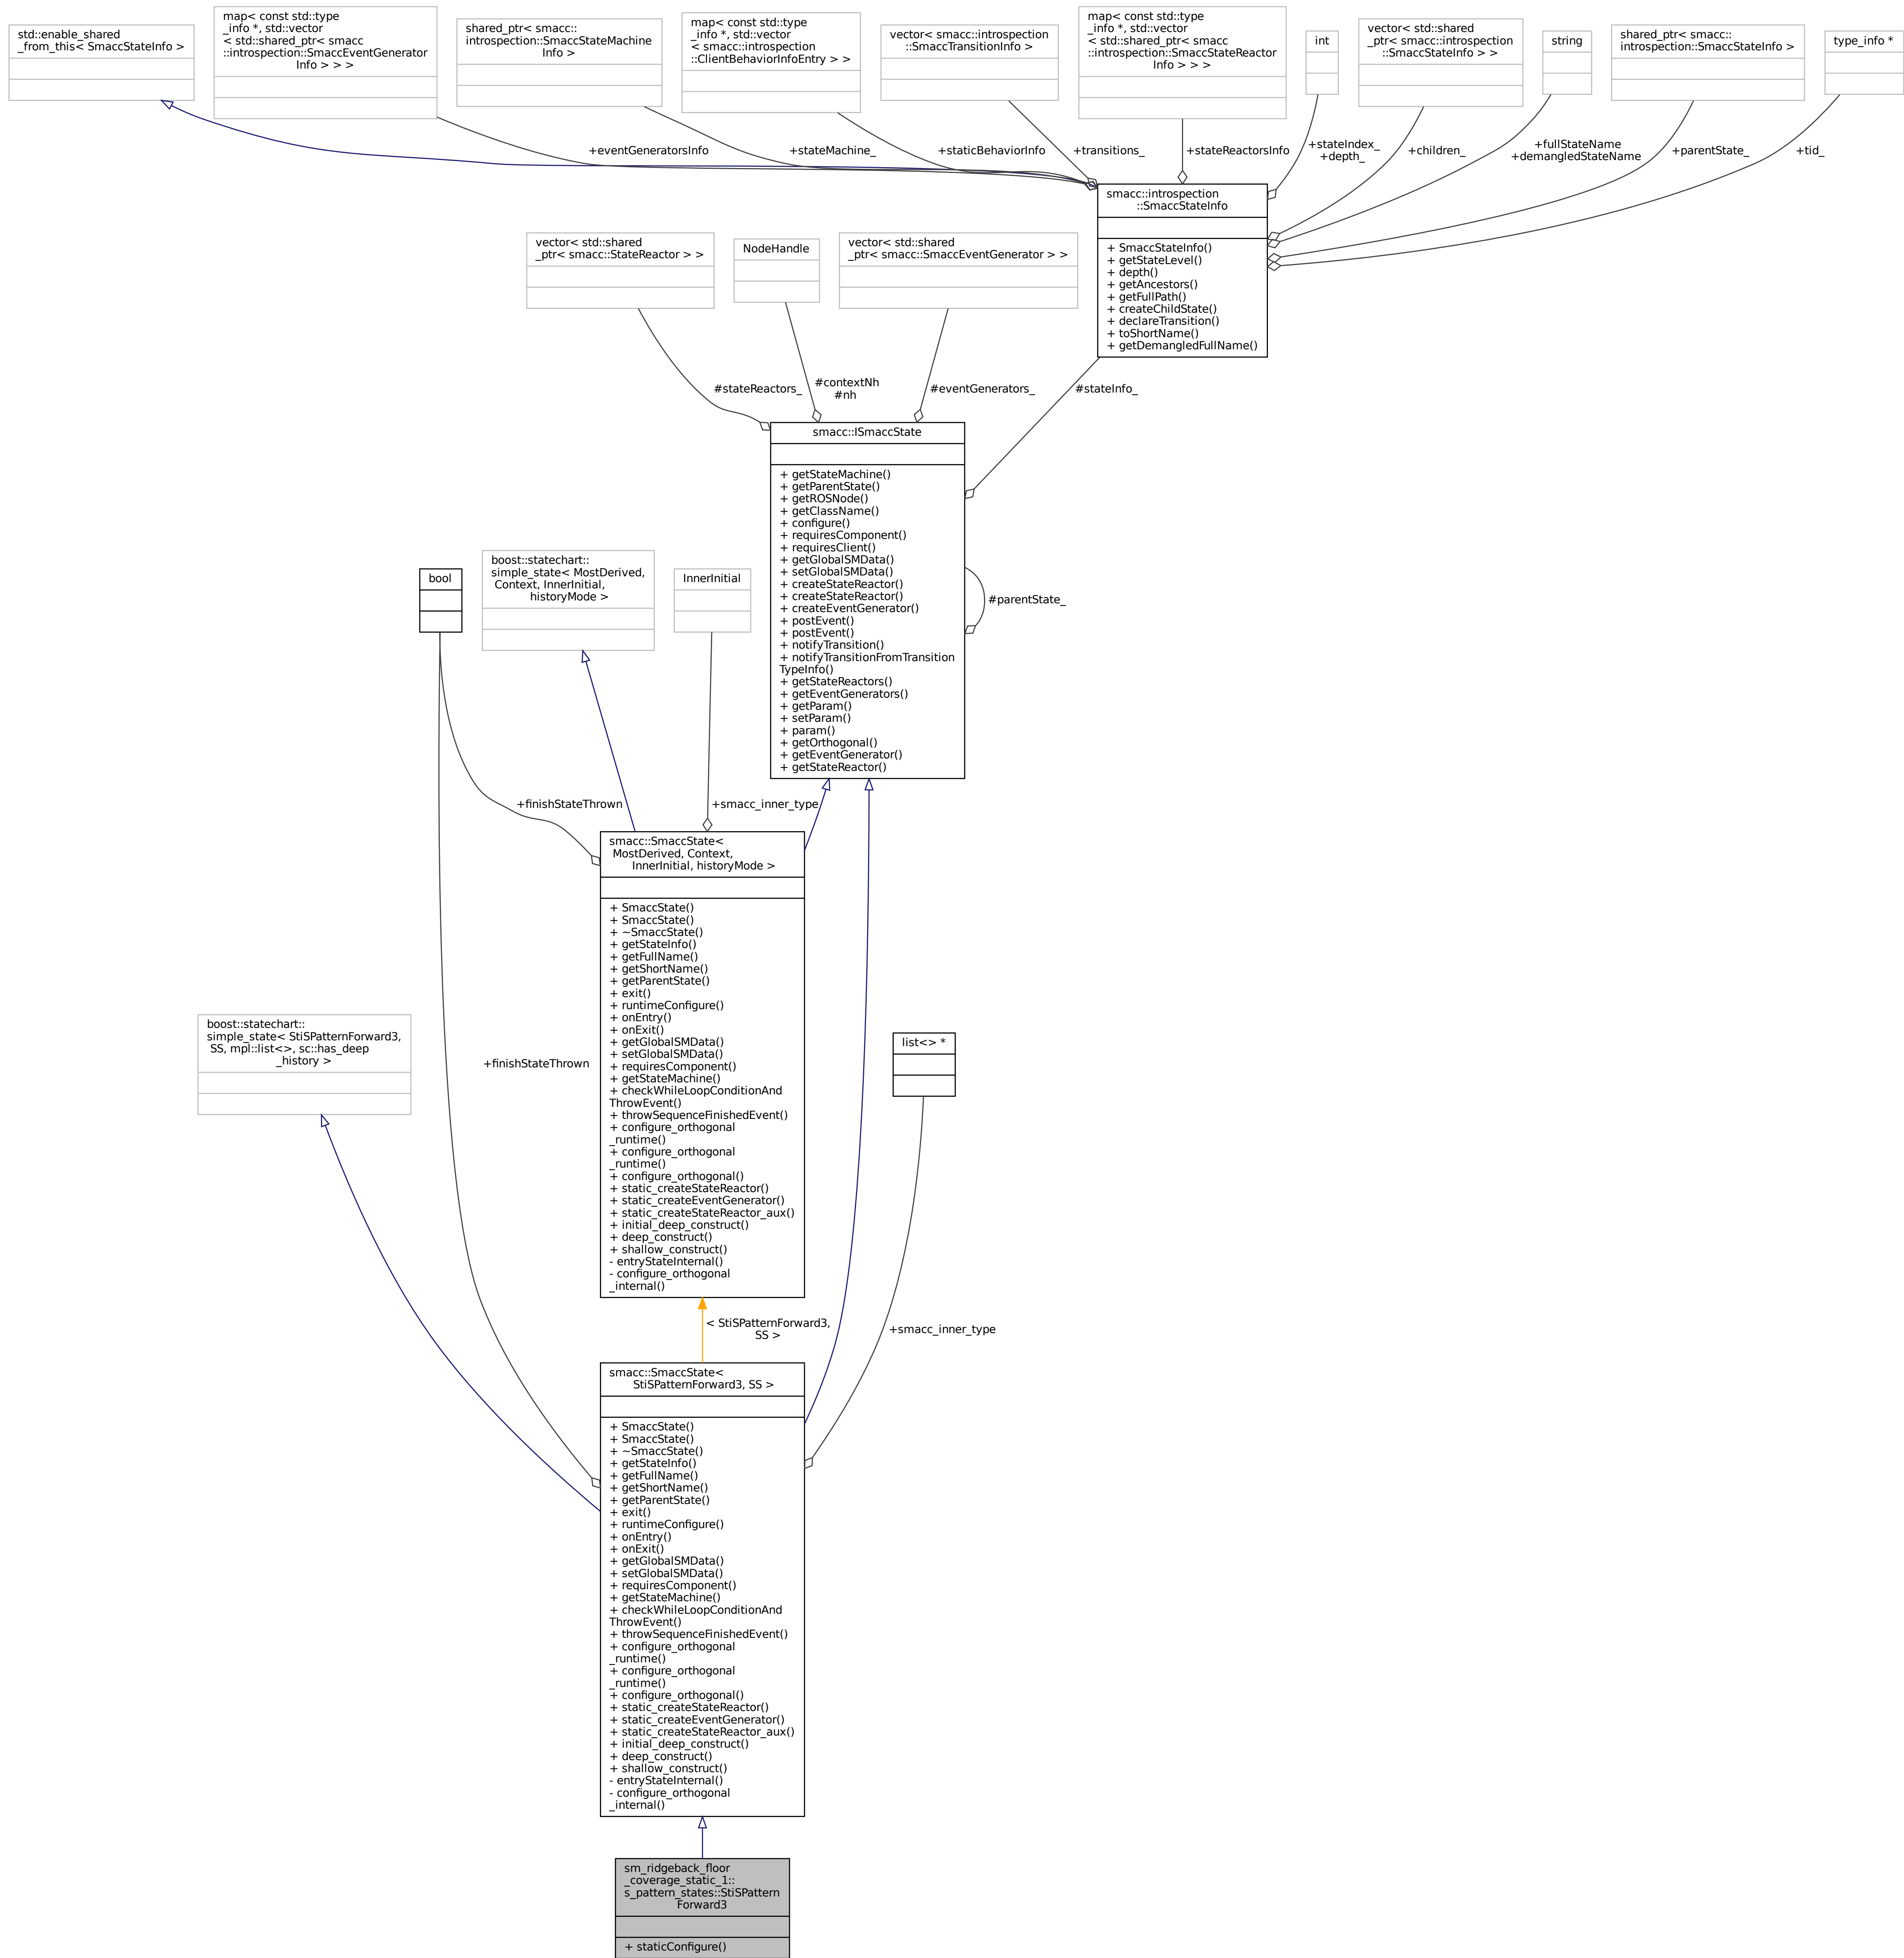 std::enable_shared
_from_this< SmaccStateInfo >
map< const std::type
_info *, std::vector
< std::shared_ptr< smacc
::introspection::SmaccEventGenerator
Info > > >
shared_ptr< smacc::
introspection::SmaccStateMachine
Info >
map< const std::type
_info *, std::vector
< smacc::introspection
::ClientBehaviorInfoEntry > >
vector< smacc::introspection
::SmaccTransitionInfo >
map< const std::type
_info *, std::vector
< std::shared_ptr< smacc
::introspection::SmaccStateReactor
Info > > >
int
vector< std::shared
_ptr< smacc::introspection
::SmaccStateInfo > >
string
shared_ptr< smacc::
introspection::SmaccStateInfo >
type_info *
+eventGeneratorsInfo
+stateMachine_
+staticBehaviorInfo
+transitions_
+stateReactorsInfo
+stateIndex_
+depth_
+children_
+fullStateName
+demangledStateName
+parentState_
+tid_
smacc::introspection
::SmaccStateInfo
+ SmaccStateInfo()
+ getStateLevel()
+ depth()
+ getAncestors()
+ getFullPath()
+ createChildState()
+ declareTransition()
+ toShortName()
+ getDemangledFullName()
vector< std::shared
_ptr< smacc::StateReactor > >
NodeHandle
vector< std::shared
_ptr< smacc::SmaccEventGenerator > >
#stateReactors_
#contextNh
#nh
#eventGenerators_
#stateInfo_
smacc::ISmaccState
+ getStateMachine()
+ getParentState()
+ getROSNode()
+ getClassName()
+ configure()
+ requiresComponent()
+ requiresClient()
+ getGlobalSMData()
+ setGlobalSMData()
+ createStateReactor()
+ createStateReactor()
+ createEventGenerator()
+ postEvent()
+ postEvent()
+ notifyTransition()
+ notifyTransitionFromTransition
TypeInfo()
+ getStateReactors()
+ getEventGenerators()
+ getParam()
+ setParam()
+ param()
+ getOrthogonal()
+ getEventGenerator()
+ getStateReactor()
#parentState_
bool
boost::statechart::
simple_state< MostDerived,
Context, InnerInitial,
historyMode >
InnerInitial
+finishStateThrown
+smacc_inner_type
smacc::SmaccState<
MostDerived, Context,
InnerInitial, historyMode >
+ SmaccState()
+ SmaccState()
+ ~SmaccState()
+ getStateInfo()
+ getFullName()
+ getShortName()
+ getParentState()
+ exit()
+ runtimeConfigure()
+ onEntry()
+ onExit()
+ getGlobalSMData()
+ setGlobalSMData()
+ requiresComponent()
+ getStateMachine()
+ checkWhileLoopConditionAnd
ThrowEvent()
+ throwSequenceFinishedEvent()
+ configure_orthogonal
_runtime()
+ configure_orthogonal
_runtime()
+ configure_orthogonal()
+ static_createStateReactor()
+ static_createEventGenerator()
+ static_createStateReactor_aux()
+ initial_deep_construct()
+ deep_construct()
+ shallow_construct()
- entryStateInternal()
- configure_orthogonal
_internal()
boost::statechart::
simple_state< StiSPatternForward3,
SS, mpl::list<>, sc::has_deep
_history >
+finishStateThrown
list<> *
< StiSPatternForward3,
SS >
+smacc_inner_type
smacc::SmaccState<
StiSPatternForward3, SS >
+ SmaccState()
+ SmaccState()
+ ~SmaccState()
+ getStateInfo()
+ getFullName()
+ getShortName()
+ getParentState()
+ exit()
+ runtimeConfigure()
+ onEntry()
+ onExit()
+ getGlobalSMData()
+ setGlobalSMData()
+ requiresComponent()
+ getStateMachine()
+ checkWhileLoopConditionAnd
ThrowEvent()
+ throwSequenceFinishedEvent()
+ configure_orthogonal
_runtime()
+ configure_orthogonal
_runtime()
+ configure_orthogonal()
+ static_createStateReactor()
+ static_createEventGenerator()
+ static_createStateReactor_aux()
+ initial_deep_construct()
+ deep_construct()
+ shallow_construct()
- entryStateInternal()
- configure_orthogonal
_internal()
sm_ridgeback_floor
_coverage_static_1::
s_pattern_states::StiSPattern
Forward3
+ staticConfigure()